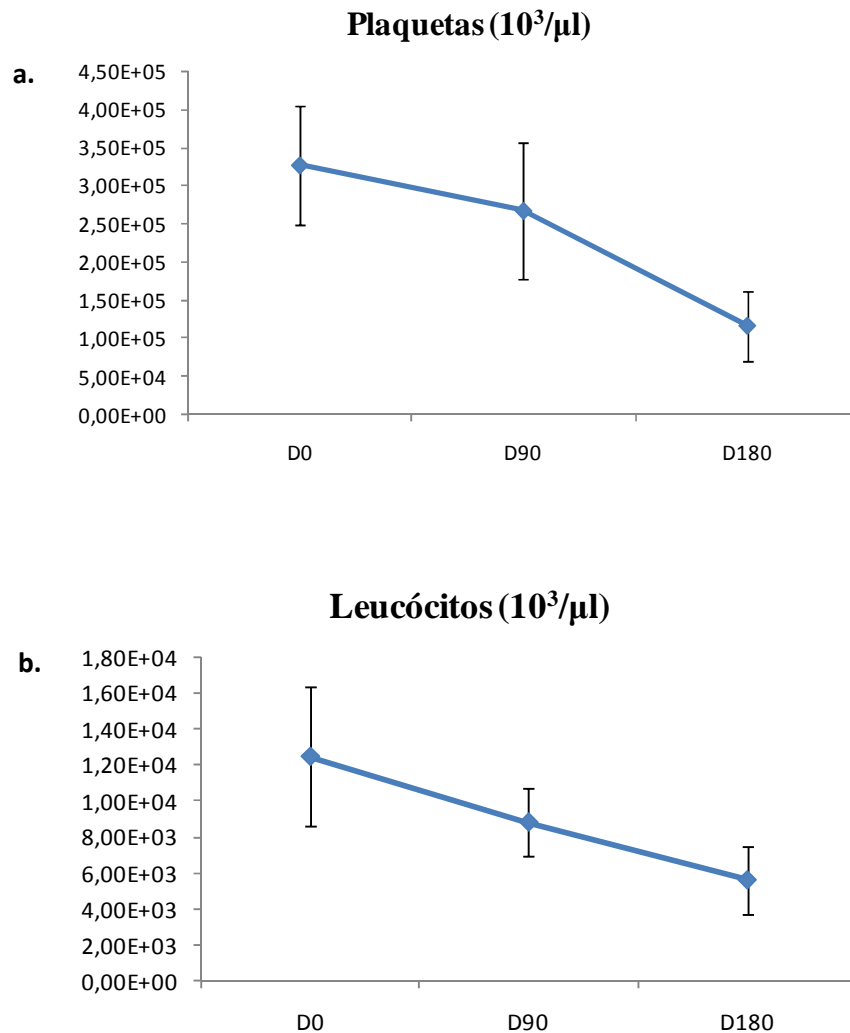 Plaquetas (10³/µl)
a.
4,50E+05
4,00E+05
3,50E+05
3,00E+05
2,50E+05
2,00E+05
1,50E+05
1,00E+05
5,00E+04
0,00E+00
D0 D90 D180
Leucócitos (10³/µl)
b.
1,80E+04
1,60E+04
1,40E+04
1,20E+04
1,00E+04
8,00E+03
6,00E+03
4,00E+03
2,00E+03
0,00E+00
D0 D90 D180